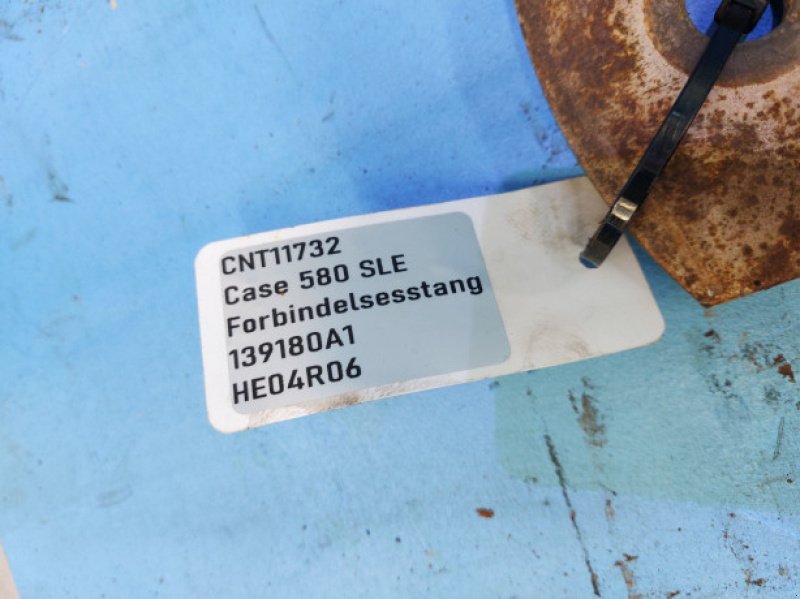 CNT11732
Case 580 SLE
Forbindelsesstang
139180A1
HE04R06